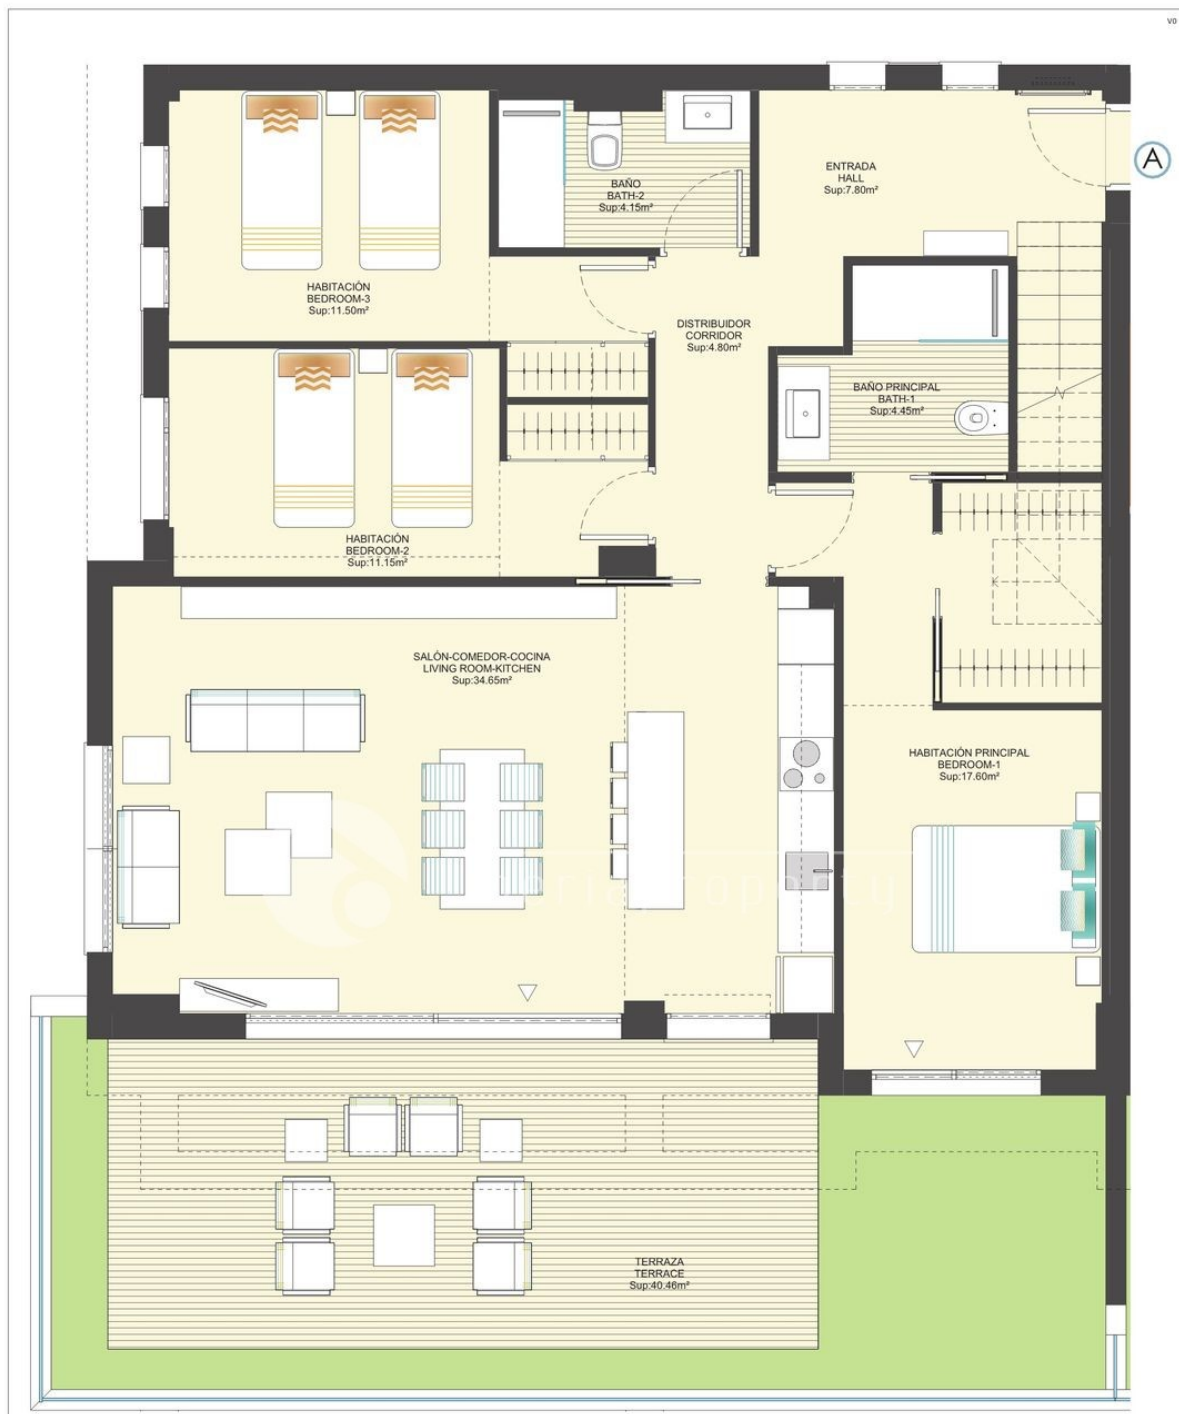 V0
A
ENTRADA
HALL
Sup:7.80m²
BAÑO
BATH-2
Sup:4.15m²
HABITACIÓN
BEDROOM-3
Sup:11.50m²
DISTRIBUIDOR
CORRIDOR
Sup:4.80m²
BAÑO PRINCIPAL
BATH-1
Sup:4.45m²
HABITACIÓN
BEDROOM-2
Sup:11.15m²
SALÓN-COMEDOR-COCINA
LIVING ROOM-KITCHEN
Sup:34.65m²
HABITACIÓN PRINCIPAL
BEDROOM-1
Sup:17.60m²
TERRAZA
TERRACE
Sup:40.46m²